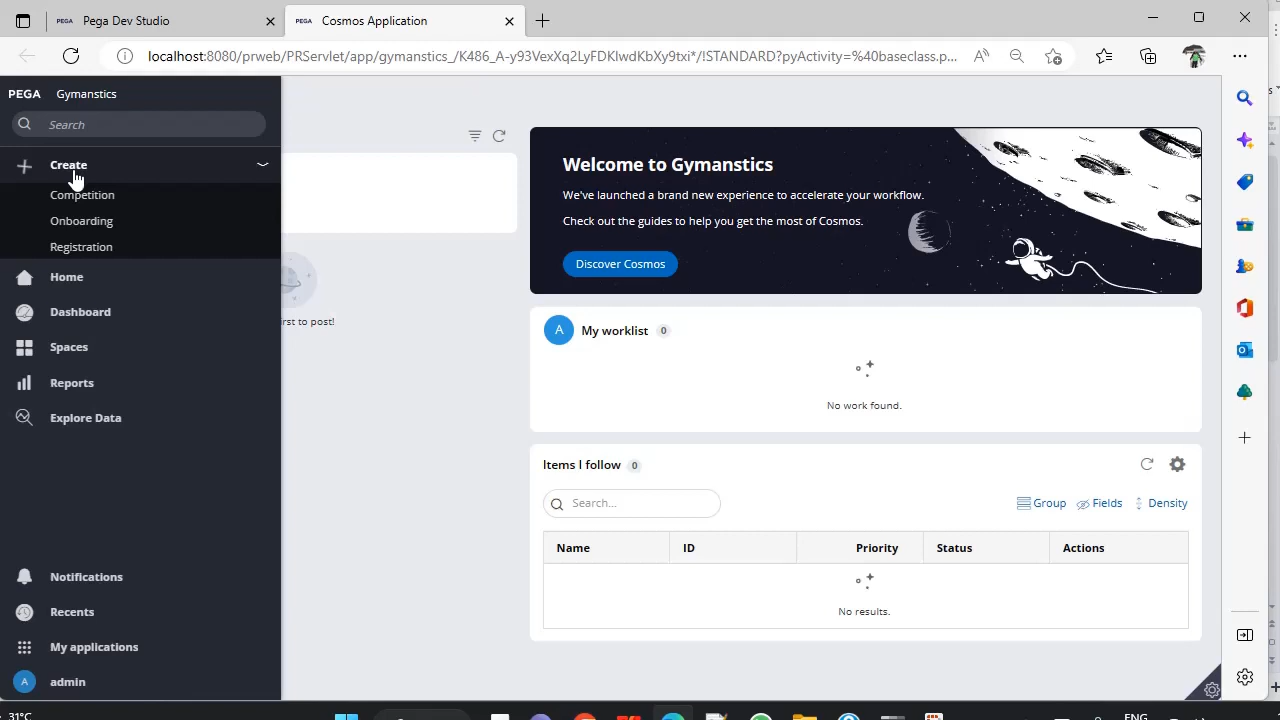 PEGA Pega Dev Studio
PEGA Cosmos Application
localhost:8080/prweb/PRServlet/app/gymanstics_/K486_A-y93VexXq2LyFDKlwdKbXy9txi*/!STANDARD?pyActivity=%40baseclass.p...
PEGA Gymanstics
Search
Create
Competition
Onboarding
Registration
Home
Dashboard
Spaces
Reports
Explore Data
Notifications
Recents
My applications
A admin
irst to post!
Welcome to Gymanstics
We've launched a brand new experience to accelerate your workflow.
Check out the guides to help you get the most of Cosmos.
Discover Cosmos
A My worklist 0
No work found.
Items I follow 0
Search...
Group Fields Density
Name ID Priority Status Actions
No results.
31°C
ENG